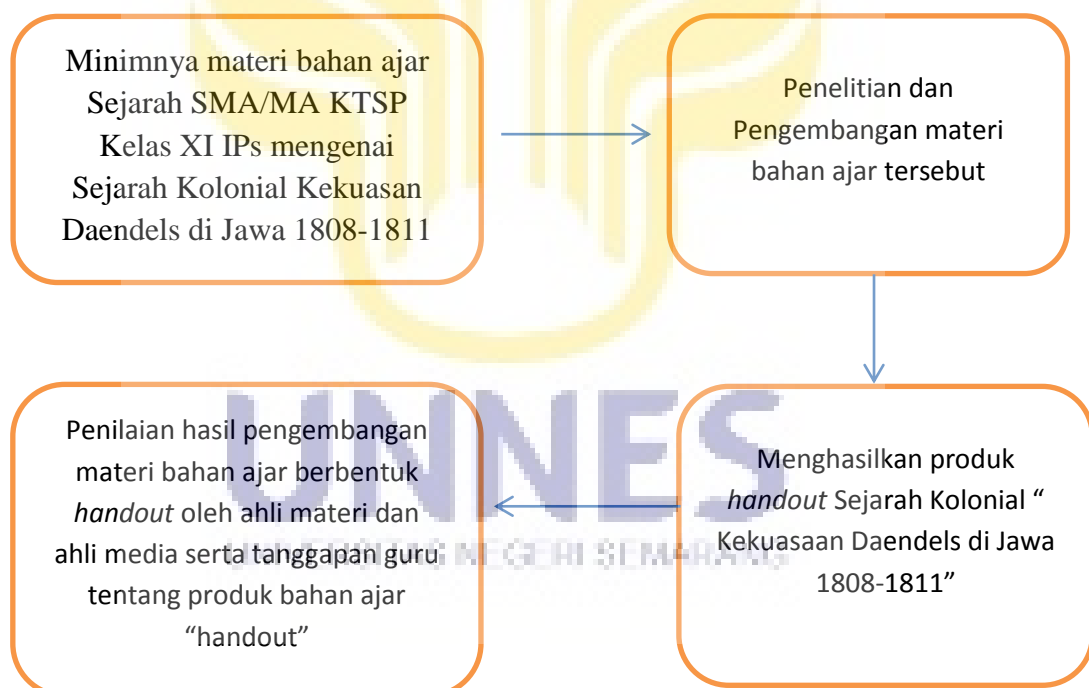 Minimnya materi bahan ajar
Sejarah SMA/MA KTSP
Kelas XI IPs mengenai
Sejarah Kolonial Kekuasan
Daendels di Jawa 1808-1811
Penelitian dan
Pengembangan materi
bahan ajar tersebut
Menghasilkan produk
handout Sejarah Kolonial “
Kekuasaan Daendels di Jawa
1808-1811”
Penilaian hasil pengembangan
materi bahan ajar berbentuk
handout oleh ahli materi dan
ahli media serta tanggapan guru
tentang produk bahan ajar
“handout”
UNNES
UNIVERSITAS NEGERI SEMARANG